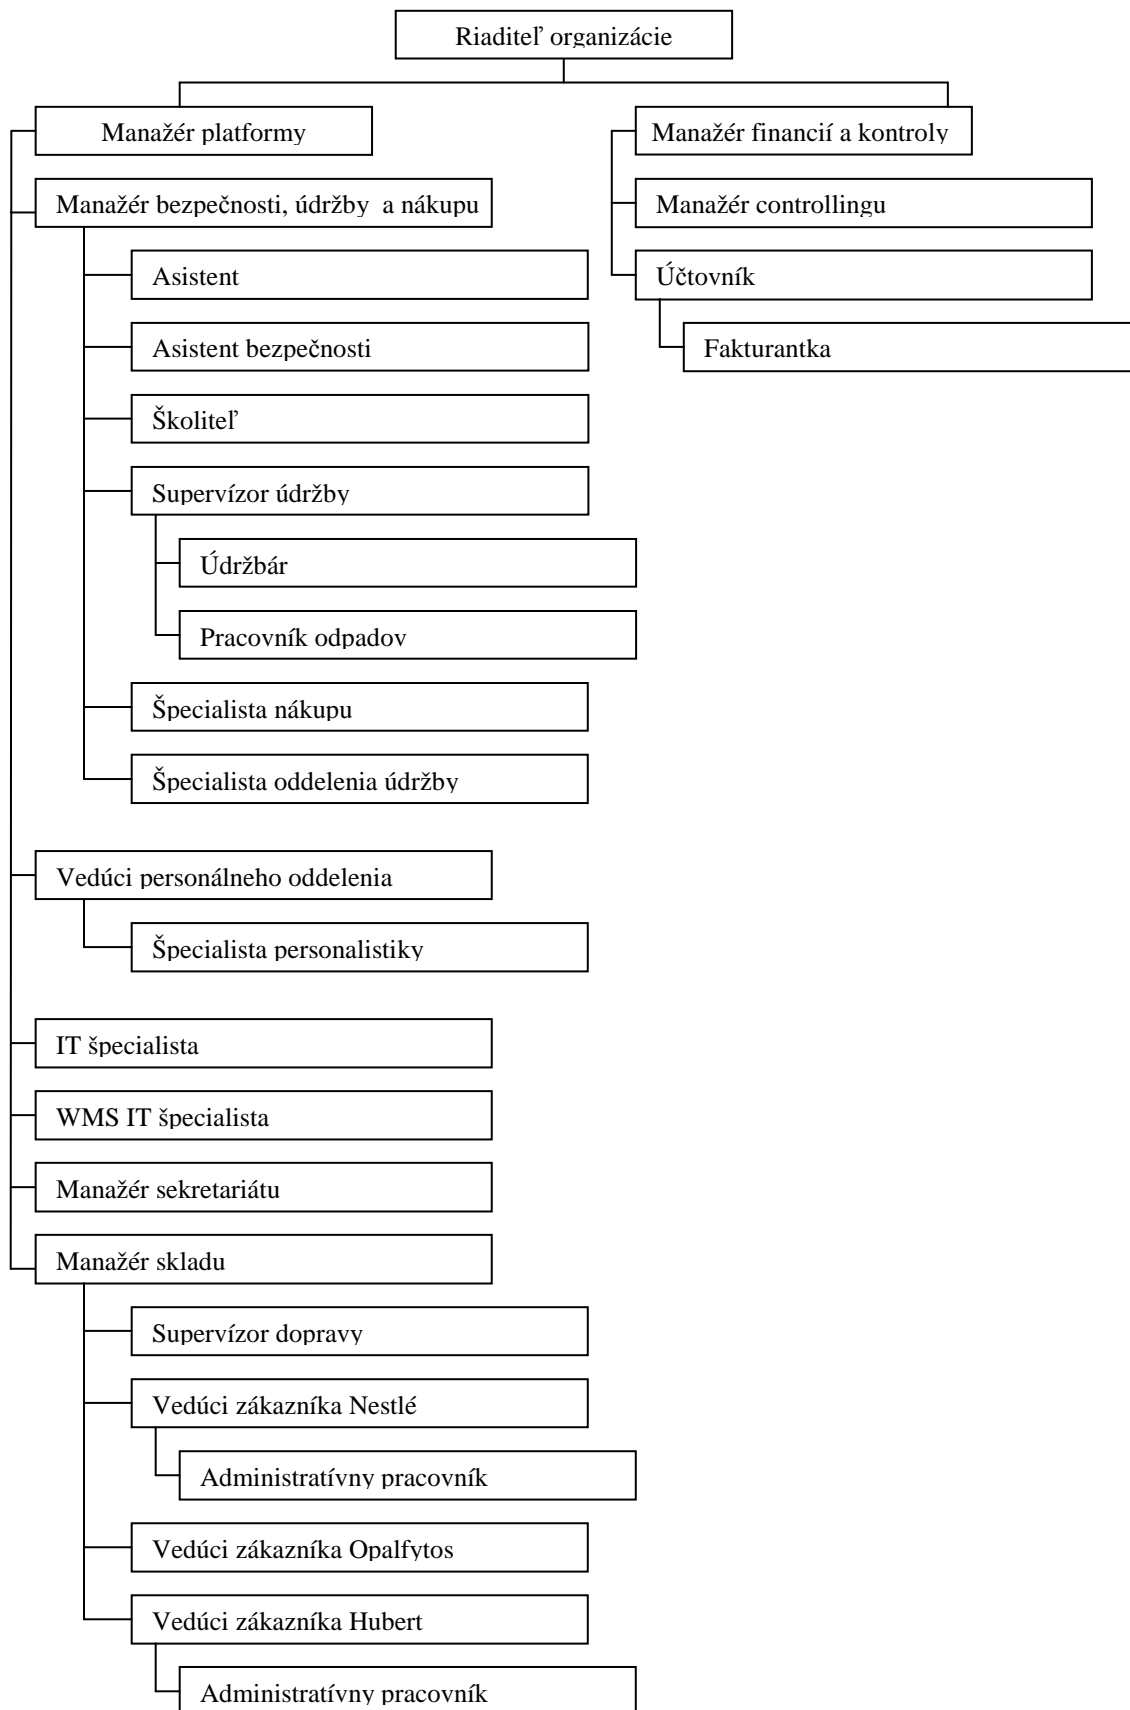 Riaditeľ organizácie
Manažér platformy
Manažér bezpečnosti, údržby a nákupu
Asistent
Asistent bezpečnosti
Školiteľ
Supervízor údržby
Údržbár
Pracovník odpadov
Špecialista nákupu
Špecialista oddelenia údržby
Vedúci personálneho oddelenia
Špecialista personalistiky
IT špecialista
WMS IT špecialista
Manažér sekretariátu
Manažér skladu
Supervízor dopravy
Vedúci zákazníka Nestlé
Administratívny pracovník
Vedúci zákazníka Opalfytos
Vedúci zákazníka Hubert
Administratívny pracovník
Manažér financií a kontroly
Manažér controllingu
Účtovník
Fakturantka